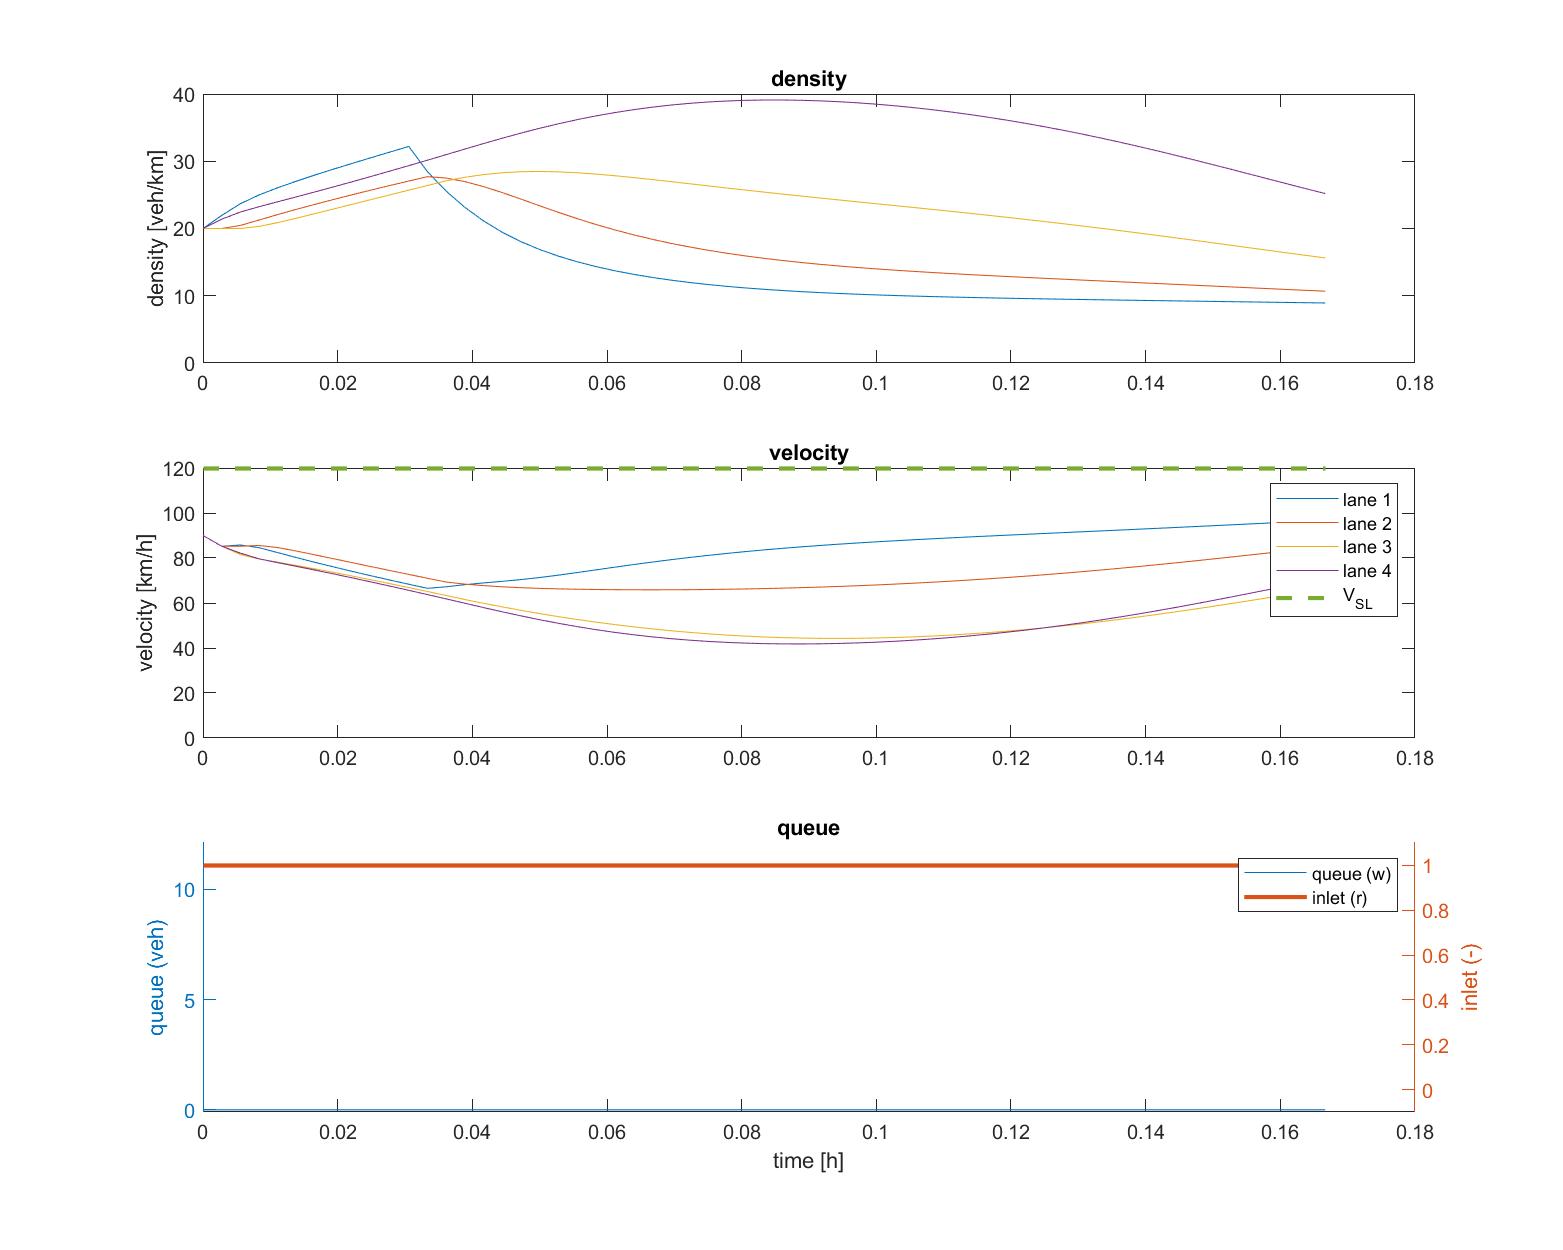 density
density [veh/km]
40
30
20
10
0
0 0.02 0.04 0.06 0.08 0.1 0.12 0.14 0.16 0.18
velocity
velocity [km/h]
120
100
80
60
40
20
0
lane 1
lane 2
lane 3
lane 4
V_SL
0 0.02 0.04 0.06 0.08 0.1 0.12 0.14 0.16 0.18
queue
queue (veh)
10
5
0
queue (w)
inlet (r)
1
0.8
0.6
0.4
0.2
0
inlet (-)
0 0.02 0.04 0.06 0.08 0.1 0.12 0.14 0.16 0.18
time [h]